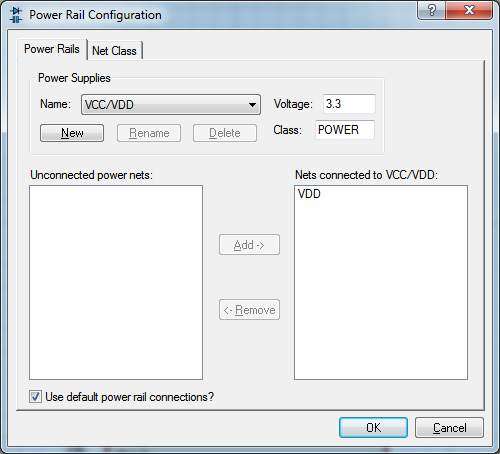 Power Rail Configuration
Power Rails Net Class
Power Supplies
Name: VCC/VDD Voltage: 3.3
New Rename Delete Class: POWER
Unconnected power nets: Nets connected to VCC/VDD:
VDD
Add ->
<- Remove
Use default power rail connections?
OK Cancel